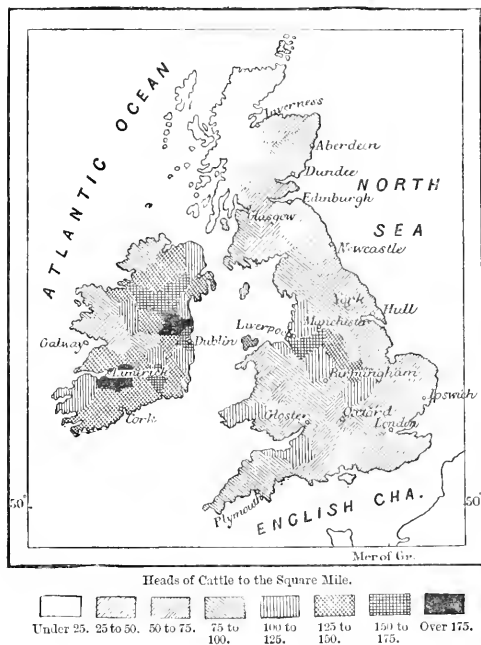 ATLANTIC OCEAN
NORTH
SEA
Inverness
Aberdean
Dundee
Edinburgh
Glasgow
Newcastle
York
Hull
Liverpool
Manchister
Galway
Dublin
Limirick
Cork
Birmingham
Ipswich
Gloster
Oxford
London
Plymouth
ENGLISH CHA.
50°
50°
Mer of Gr.
Heads of Cattle to the Square Mile.
Under 25. 25 to 50. 50 to 75. 75 to 100. 100 to 125. 125 to 150. 150 to 175. Over 175.